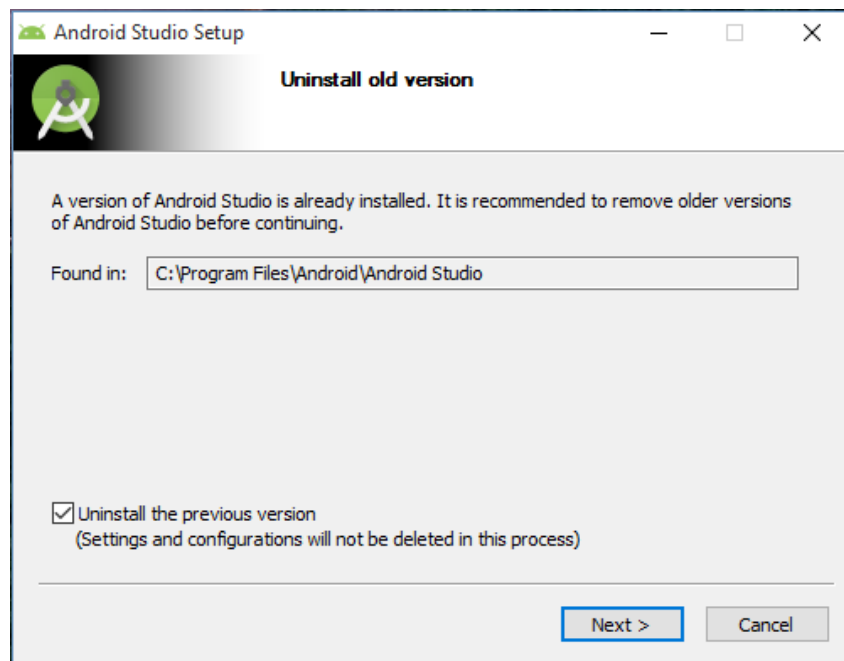 Android Studio Setup
Uninstall old version
A version of Android Studio is already installed. It is recommended to remove older versions
of Android Studio before continuing.
Found in: C:\Program Files\Android\Android Studio
Uninstall the previous version
(Settings and configurations will not be deleted in this process)
Next > Cancel